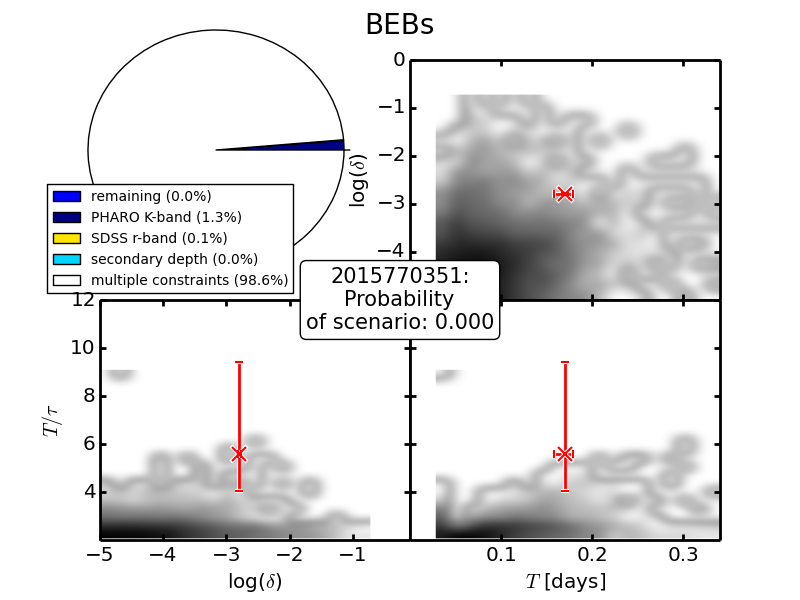 BEBs
remaining (0.0%)
PHARO K-band (1.3%)
SDSS r-band (0.1%)
secondary depth (0.0%)
multiple constraints (98.6%)
0
−1
−2
−3
−4
log(δ)
2015770351:
Probability
of scenario: 0.000
12
10
8
6
4
T/τ
−5 −4 −3 −2 −1
log(δ)
0.1 0.2 0.3
T [days]